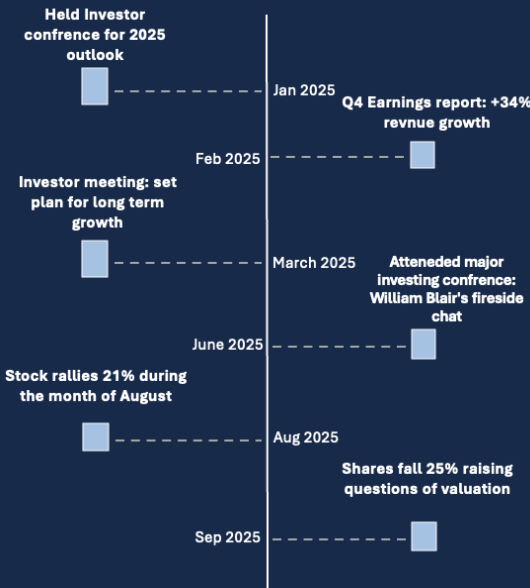 Held Investor
confrence for 2025
outlook
Jan 2025
Q4 Earnings report: +34%
revnue growth
Feb 2025
Investor meeting: set
plan for long term
growth
March 2025
Atteneded major
investing confrence:
William Blair's fireside
chat
June 2025
Stock rallies 21% during
the month of August
Aug 2025
Shares fall 25% raising
questions of valuation
Sep 2025